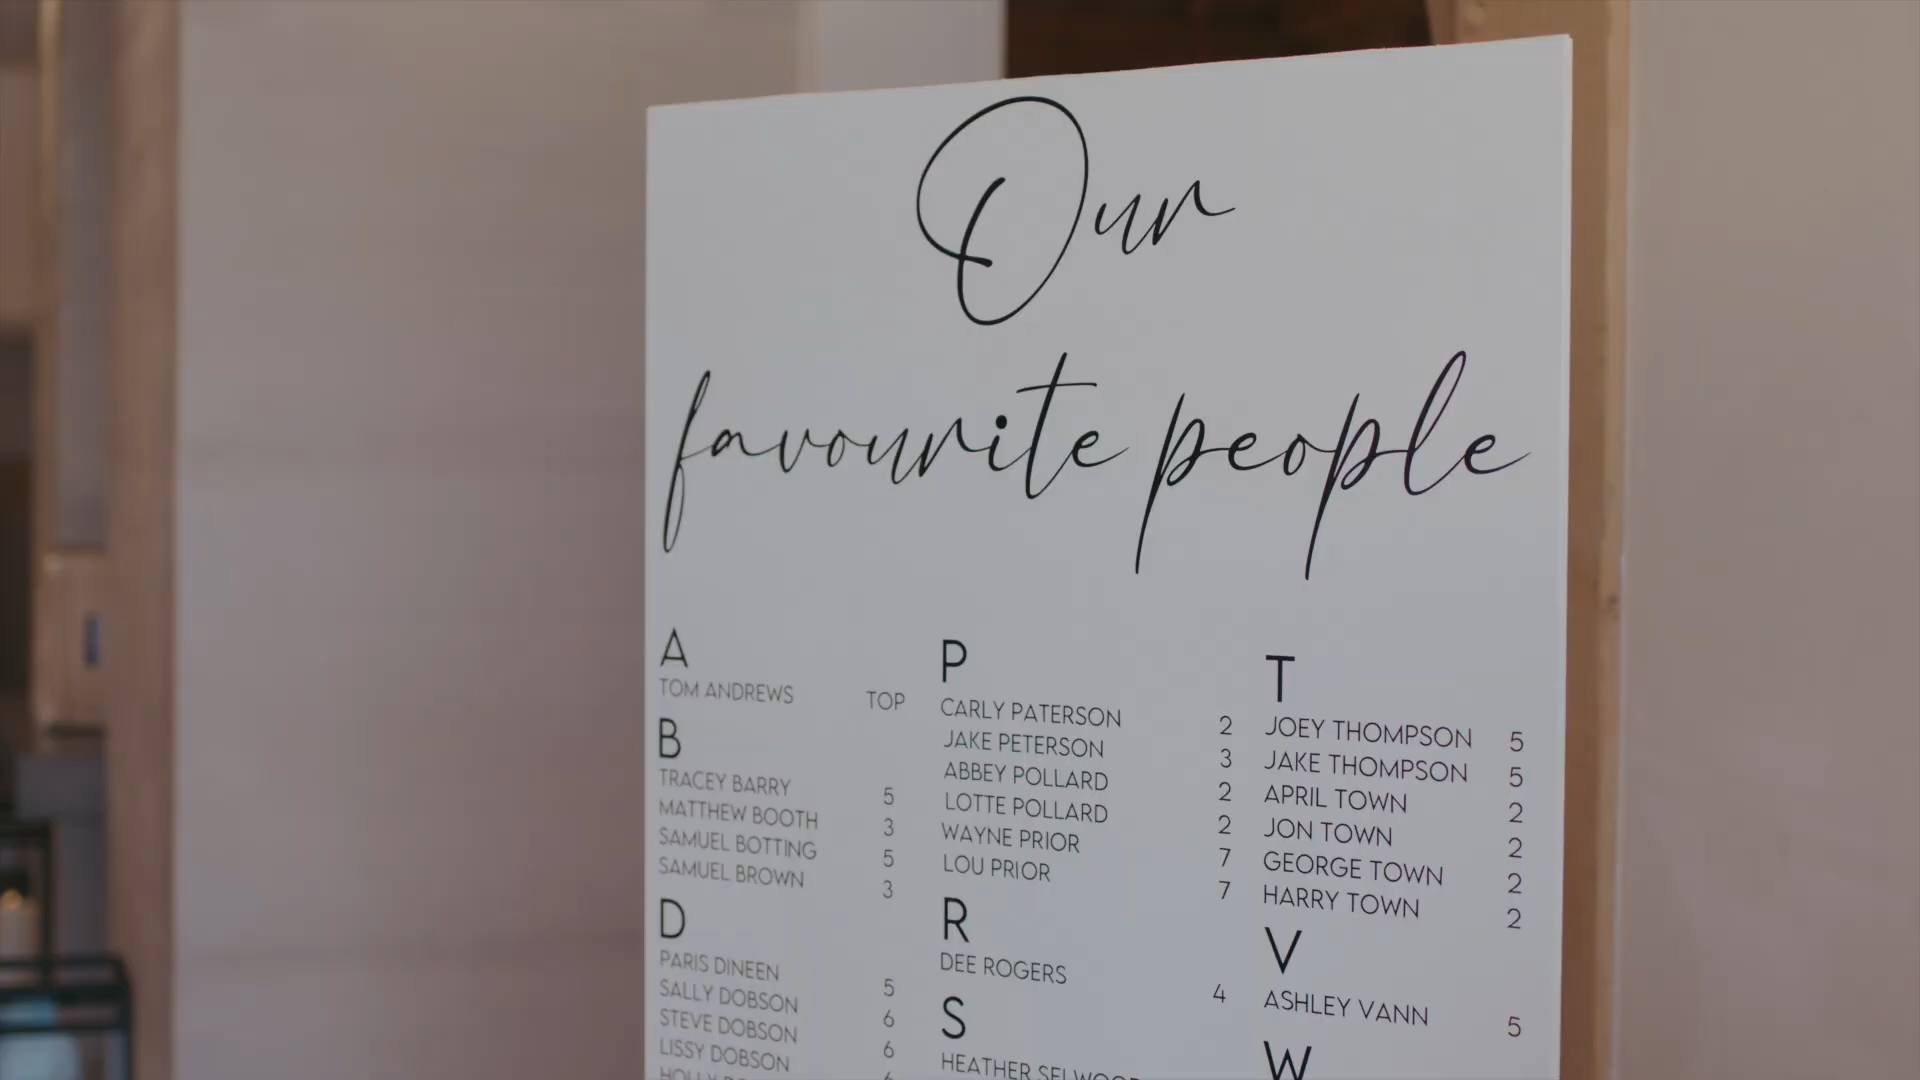 Our
favourite people
A
TOM ANDREWS TOP
B
TRACEY BARRY 5
MATTHEW BOOTH 3
SAMUEL BOTTING 5
SAMUEL BROWN 3
D
PARIS DINEEN 5
SALLY DOBSON 6
STEVE DOBSON 6
LISSY DOBSON
HOLLY
P
CARLY PATERSON 2
JAKE PETERSON 3
ABBEY POLLARD 2
LOTTE POLLARD 2
WAYNE PRIOR 7
LOU PRIOR 7
R
DEE ROGERS 4
S
HEATHER SELWOOD
T
JOEY THOMPSON 5
JAKE THOMPSON 5
APRIL TOWN 2
JON TOWN 2
GEORGE TOWN 2
HARRY TOWN 2
V
ASHLEY VANN 5
W